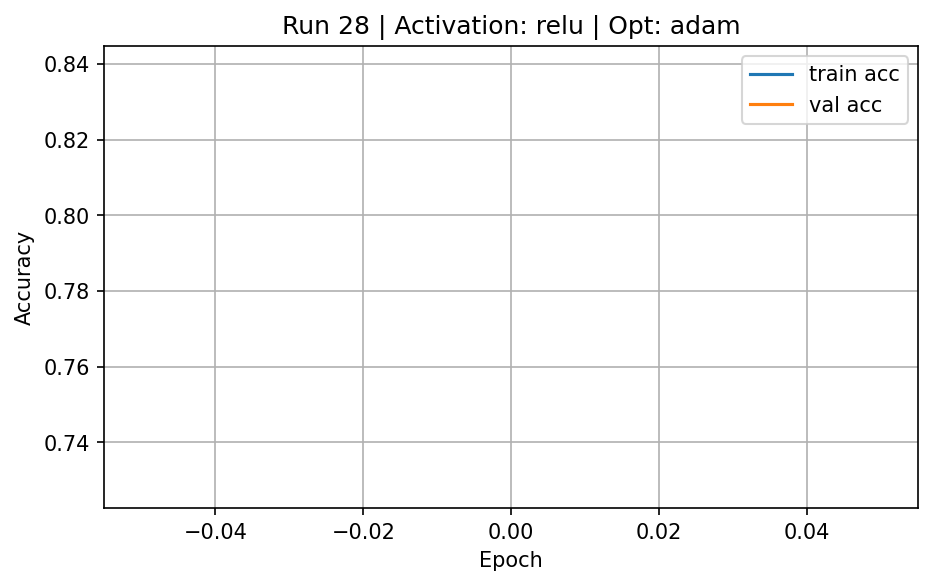 Run 28 | Activation: relu | Opt: adam
train acc
val acc
0.84
0.82
0.80
0.78
0.76
0.74
Accuracy
−0.04
−0.02
0.00
0.02
0.04
Epoch